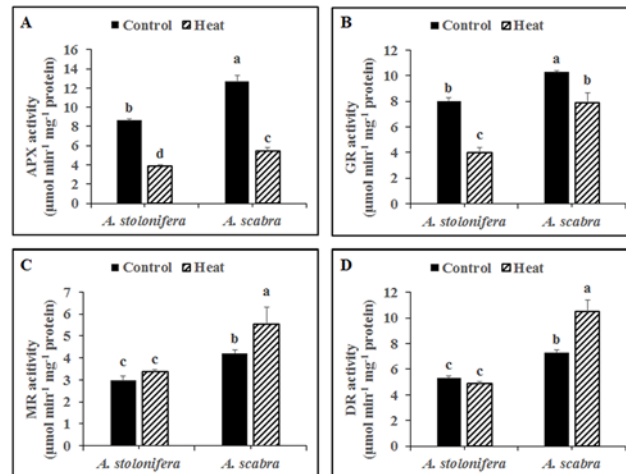 A
Control Heat
APX activity
(μmol min⁻¹ mg⁻¹ protein)
16
14
12
10
8
6
4
2
0
b
d
a
c
A. stolonifera A. scabra
B
Control Heat
GR activity
(μmol min⁻¹ mg⁻¹ protein)
12
10
8
6
4
2
0
b
c
a
b
A. stolonifera A. scabra
C
Control Heat
MR acitivity
(μmol min⁻¹ mg⁻¹ protein)
7
6
5
4
3
2
1
0
c
c
b
a
A. stolonifera A. scabra
D
Control Heat
DR activity
(μmol min⁻¹ mg⁻¹ protein)
12
10
8
6
4
2
0
c
c
b
a
A. stolonifera A. scabra